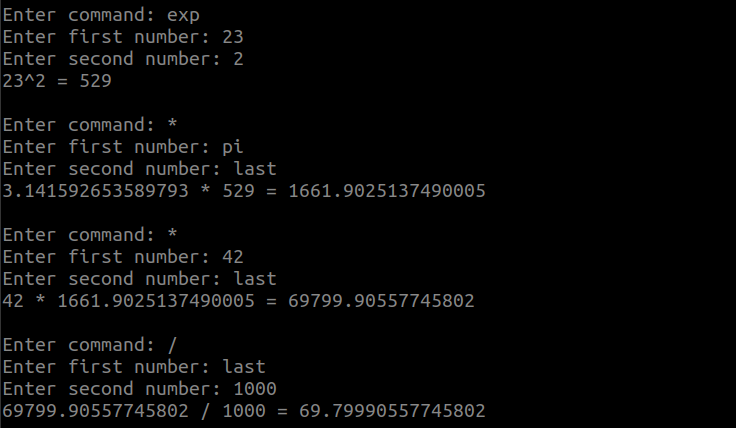 Enter command: exp
Enter first number: 23
Enter second number: 2
23^2 = 529
Enter command: *
Enter first number: pi
Enter second number: last
3.141592653589793 * 529 = 1661.9025137490005
Enter command: *
Enter first number: 42
Enter second number: last
42 * 1661.9025137490005 = 69799.90557745802
Enter command: /
Enter first number: last
Enter second number: 1000
69799.90557745802 / 1000 = 69.79990557745802